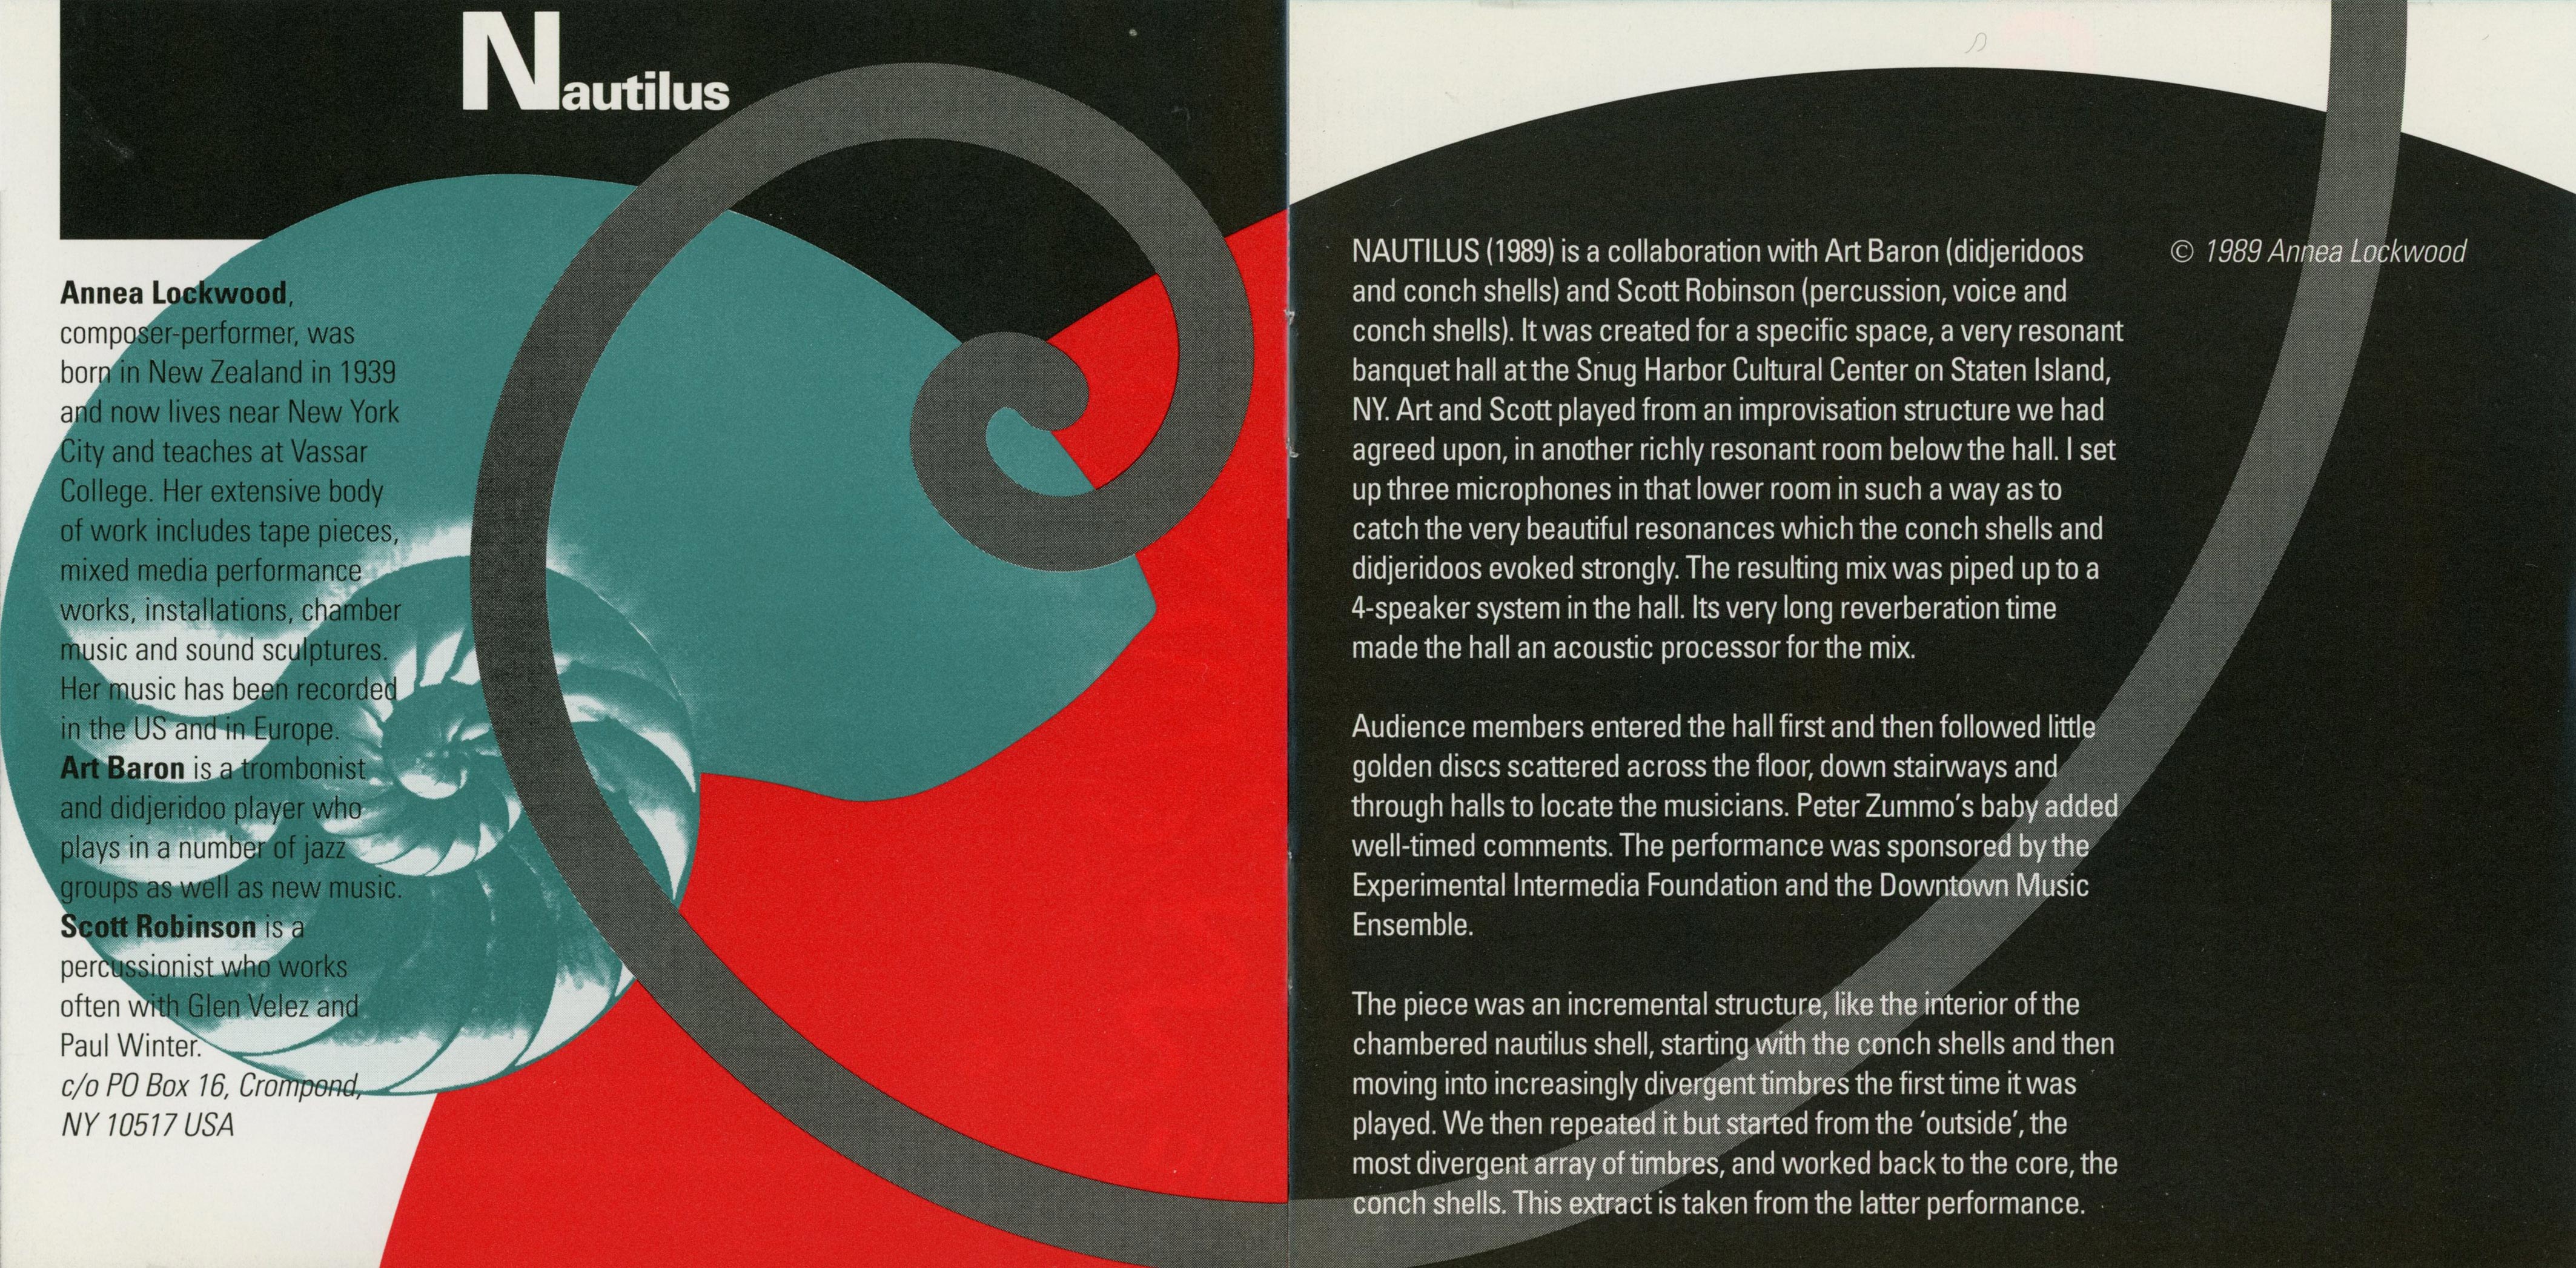 Nautilus
Annea Lockwood,
composer-performer, was
born in New Zealand in 1939
and now lives near New York
City and teaches at Vassar
College. Her extensive body
of work includes tape pieces,
mixed media performance
works, installations, chamber
music and sound sculptures.
Her music has been recorded
in the US and in Europe.
Art Baron is a trombonist
and didjeridoo player who
plays in a number of jazz
groups as well as new music.
Scott Robinson is a
percussionist who works
often with Glen Velez and
Paul Winter.
c/o PO Box 16, Crompond,
NY 10517 USA
NAUTILUS (1989) is a collaboration with Art Baron (didjeridoos
and conch shells) and Scott Robinson (percussion, voice and
conch shells). It was created for a specific space, a very resonant
banquet hall at the Snug Harbor Cultural Center on Staten Island,
NY. Art and Scott played from an improvisation structure we had
agreed upon, in another richly resonant room below the hall. I set
up three microphones in that lower room in such a way as to
catch the very beautiful resonances which the conch shells and
didjeridoos evoked strongly. The resulting mix was piped up to a
4-speaker system in the hall. Its very long reverberation time
made the hall an acoustic processor for the mix.
Audience members entered the hall first and then followed little
golden discs scattered across the floor, down stairways and
through halls to locate the musicians. Peter Zummo's baby added
well-timed comments. The performance was sponsored by the
Experimental Intermedia Foundation and the Downtown Music
Ensemble.
The piece was an incremental structure, like the interior of the
chambered nautilus shell, starting with the conch shells and then
moving into increasingly divergent timbres the first time it was
played. We then repeated it but started from the 'outside', the
most divergent array of timbres, and worked back to the core, the
conch shells. This extract is taken from the latter performance.
© 1989 Annea Lockwood